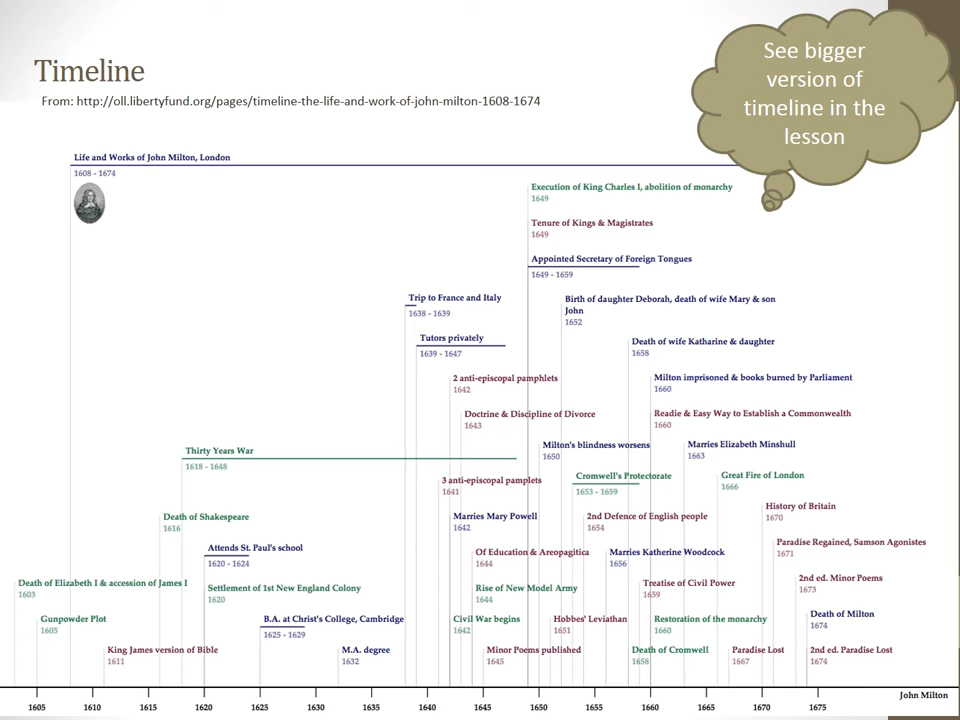 Timeline
From: http://oll.libertyfund.org/pages/timeline-the-life-and-work-of-john-milton-1608-1674
See bigger
version of
timeline in the
lesson
Life and Works of John Milton, London
1608 - 1674
Execution of King Charles I, abolition of monarchy
1649
Tenure of Kings & Magistrates
1649
Appointed Secretary of Foreign Tongues
1649 - 1659
Trip to France and Italy
1638 - 1639
Birth of daughter Deborah, death of wife Mary & son
John
1652
Tutors privately
1639 - 1647
Death of wife Katharine & daughter
1658
2 anti-episcopal pamphlets
1642
Milton imprisoned & books burned by Parliament
1660
Doctrine & Discipline of Divorce
1643
Readie & Easy Way to Establish a Commonwealth
1660
Thirty Years War
1618 - 1648
Milton's blindness worsens
1650
Marries Elizabeth Minshull
1663
3 anti-episcopal pamplets
1641
Cromwell's Protectorate
1653 - 1659
Great Fire of London
1666
Death of Shakespeare
1616
Marries Mary Powell
1642
2nd Defence of English people
1654
History of Britain
1670
Attends St. Paul's school
1620 - 1624
Of Education & Areopagitica
1644
Marries Katherine Woodcock
1656
Paradise Regained, Samson Agonistes
1671
Death of Elizabeth I & accession of James I
1603
Settlement of 1st New England Colony
1620
Rise of New Model Army
1644
Treatise of Civil Power
1659
2nd ed. Minor Poems
1673
Gunpowder Plot
1605
B.A. at Christ's College, Cambridge
1625 - 1629
Civil War begins
1642
Hobbes' Leviathan
1651
Restoration of the monarchy
1660
Death of Milton
1674
King James version of Bible
1611
M.A. degree
1632
Minor Poems published
1645
Death of Cromwell
1658
Paradise Lost
1667
2nd ed. Paradise Lost
1674
John Milton
1605 1610 1615 1620 1625 1630 1635 1640 1645 1650 1655 1660 1665 1670 1675